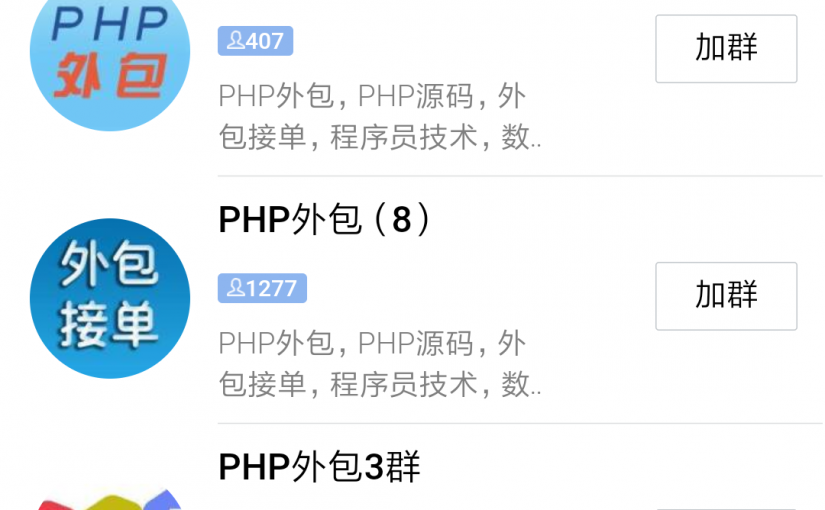 PHP
外包
407
加群
PHP外包，PHP源码，外
包接单，程序员技术，数..
PHP外包（8）
外包
接单
1277
加群
PHP外包，PHP源码，外
包接单，程序员技术，数..
PHP外包3群